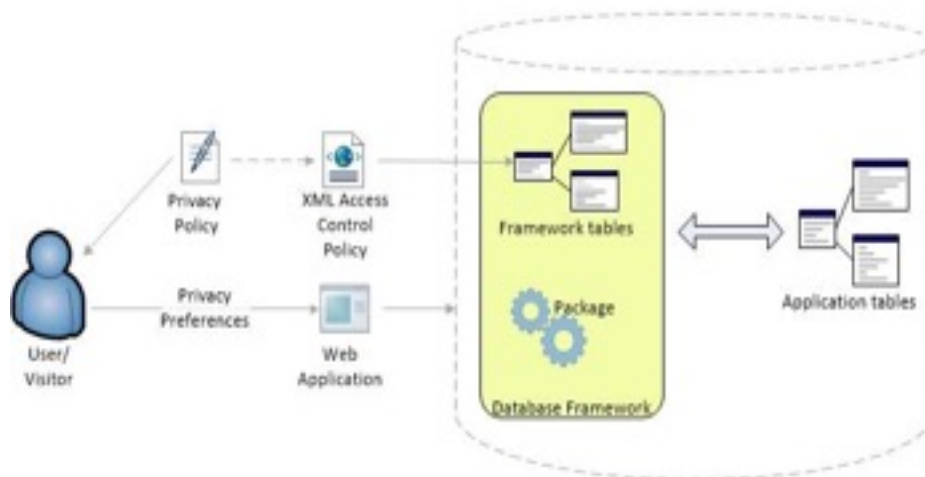 Privacy
Policy
XML Access
Control
Policy
Framework tables
Application tables
Privacy
Preferences
Package
User/
Visitor
Web
Application
Database Framework